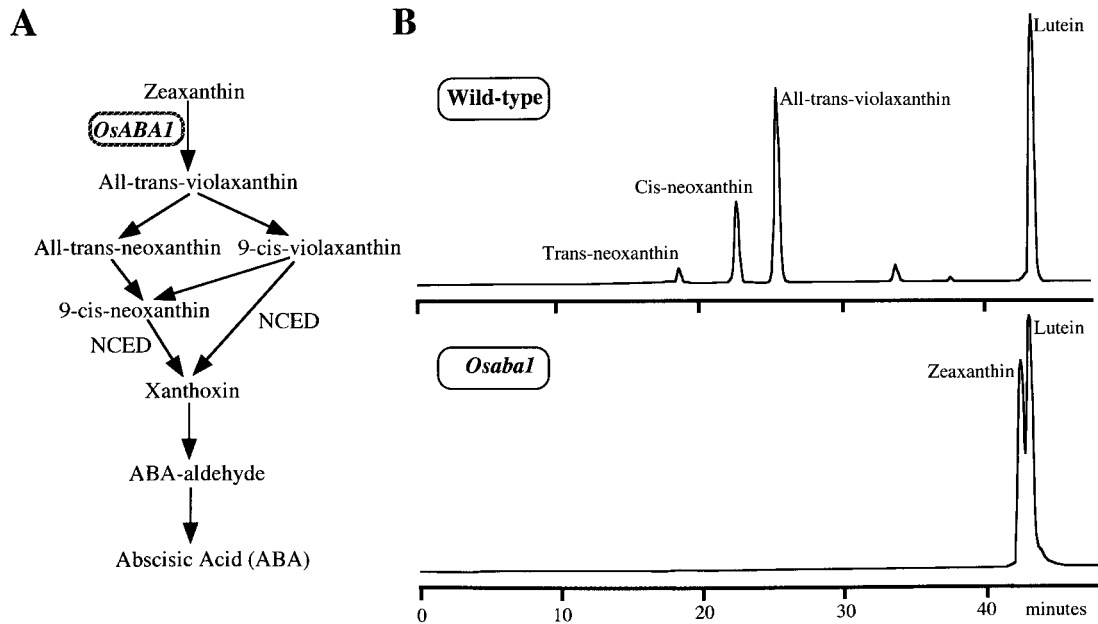 A
Zeaxanthin
OsABA1
All-trans-violaxanthin
All-trans-neoxanthin 9-cis-violaxanthin
9-cis-neoxanthin
NCED
NCED
Xanthoxin
ABA-aldehyde
Abscisic Acid (ABA)
B
Lutein
Wild-type
All-trans-violaxanthin
Cis-neoxanthin
Trans-neoxanthin
Osaba1
Lutein
Zeaxanthin
0 10 20 30 40 minutes